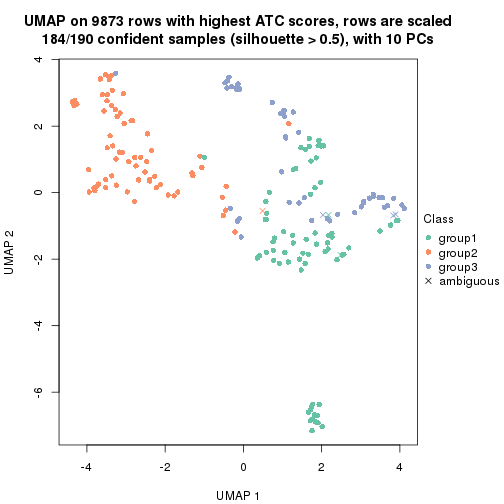 UMAP on 9873 rows with highest ATC scores, rows are scaled
184/190 confident samples (silhouette > 0.5), with 10 PCs
4
2
0
-2
-4
-6
UMAP 2
-4
-2
0
2
4
UMAP 1
Class
group1
group2
group3
ambiguous